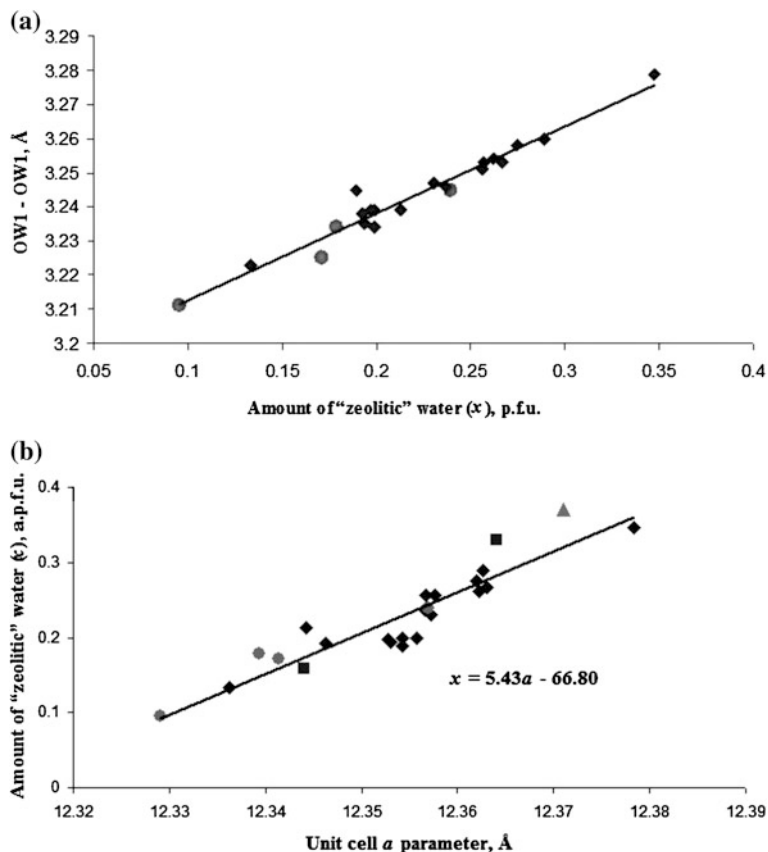 (a)
3.29
3.28
3.27
3.26
3.25
3.24
3.23
3.22
3.21
3.2
OW1 - OW1, Å
0.05 0.1 0.15 0.2 0.25 0.3 0.35 0.4
Amount of "zeolitic" water (x), p.f.u.
(b)
0.4
0.3
0.2
0.1
0
Amount of "zeolitic" water (x), a.p.f.u.
x = 5.43a - 66.80
12.32 12.33 12.34 12.35 12.36 12.37 12.38 12.39
Unit cell a parameter, Å